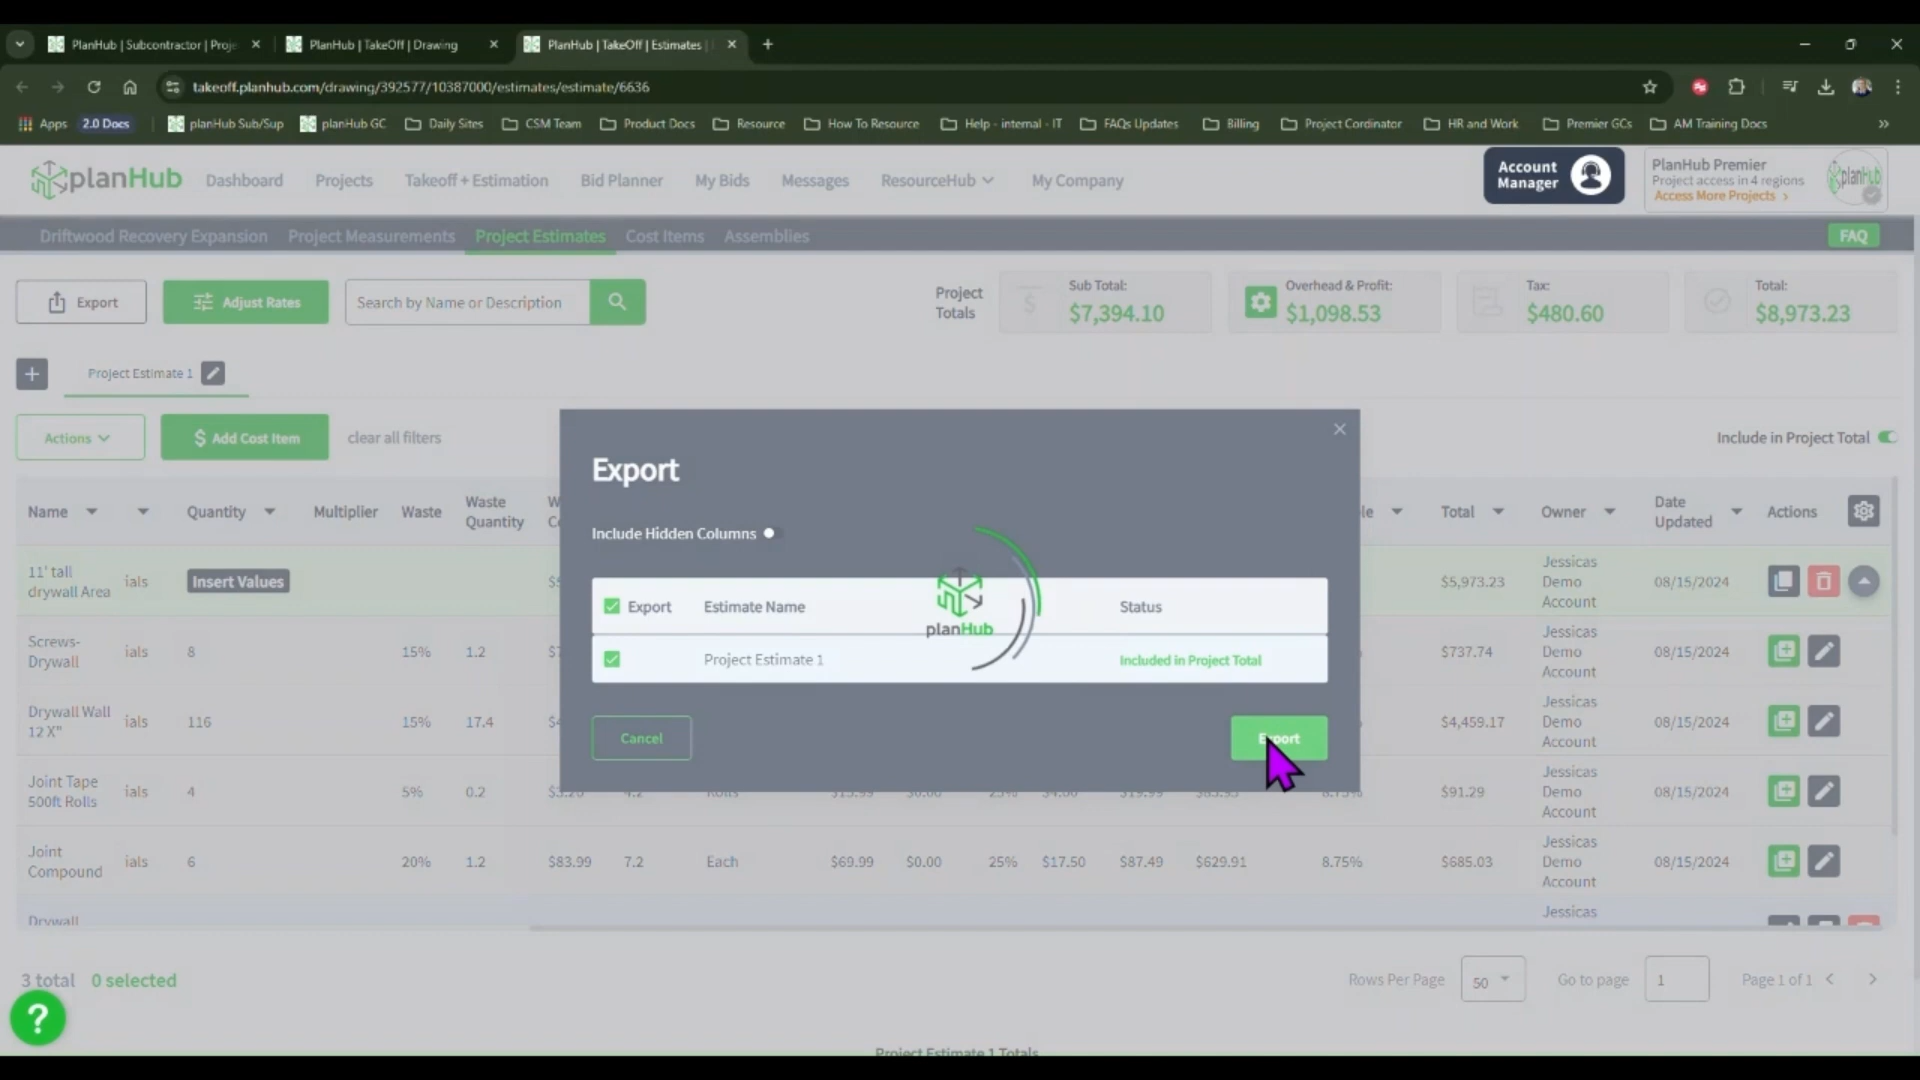 PlanHub | Subcontractor | Proje
PlanHub | TakeOff | Drawing
PlanHub | TakeOff | Estimates |
takeoff.planhub.com/drawing/392577/10387000/estimates/estimate/6636
Apps
2.0 Docs
planHub Sub/Sup
planHub GC
Daily Sites
CSM Team
Product Docs
Resource
How To Resource
Help - internal - IT
FAQs Updates
Billing
Project Cordinator
HR and Work
Premier GCs
AM Training Docs
planHub
Dashboard
Projects
Takeoff + Estimation
Bid Planner
My Bids
Messages
ResourceHub
My Company
Account Manager
PlanHub Premier
Project access in 4 regions
Access More Projects >
planHub
Driftwood Recovery Expansion
Project Measurements
Project Estimates
Cost Items
Assemblies
FAQ
Export
Adjust Rates
Search by Name or Description
Project Totals
Sub Total:
$7,394.10
Overhead & Profit:
$1,098.53
Tax:
$480.60
Total:
$8,973.23
Project Estimate 1
Actions
$ Add Cost Item
clear all filters
Include in Project Total
Name
Quantity
Multiplier
Waste
Waste Quantity
Total
Owner
Date Updated
Actions
11' tall drywall Area
ials
Insert Values
$5,973.23
Jessicas Demo Account
08/15/2024
Screws- Drywall
ials
8
15%
1.2
$737.74
Jessicas Demo Account
08/15/2024
Drywall Wall 12 X"
ials
116
15%
17.4
$4,459.17
Jessicas Demo Account
08/15/2024
Joint Tape 500ft Rolls
ials
4
5%
0.2
$91.29
Jessicas Demo Account
08/15/2024
Joint Compound
ials
6
20%
1.2
$83.99
7.2
Each
$69.99
$0.00
25%
$17.50
$87.49
$629.91
8.75%
$685.03
Jessicas Demo Account
08/15/2024
Drywall
Jessicas
Export
Include Hidden Columns
Export
Estimate Name
Status
Project Estimate 1
Included in Project Total
planHub
Cancel
Export
3 total
0 selected
Rows Per Page
50
Go to page
1
Page 1 of 1
?
Project Estimate 1 Totals